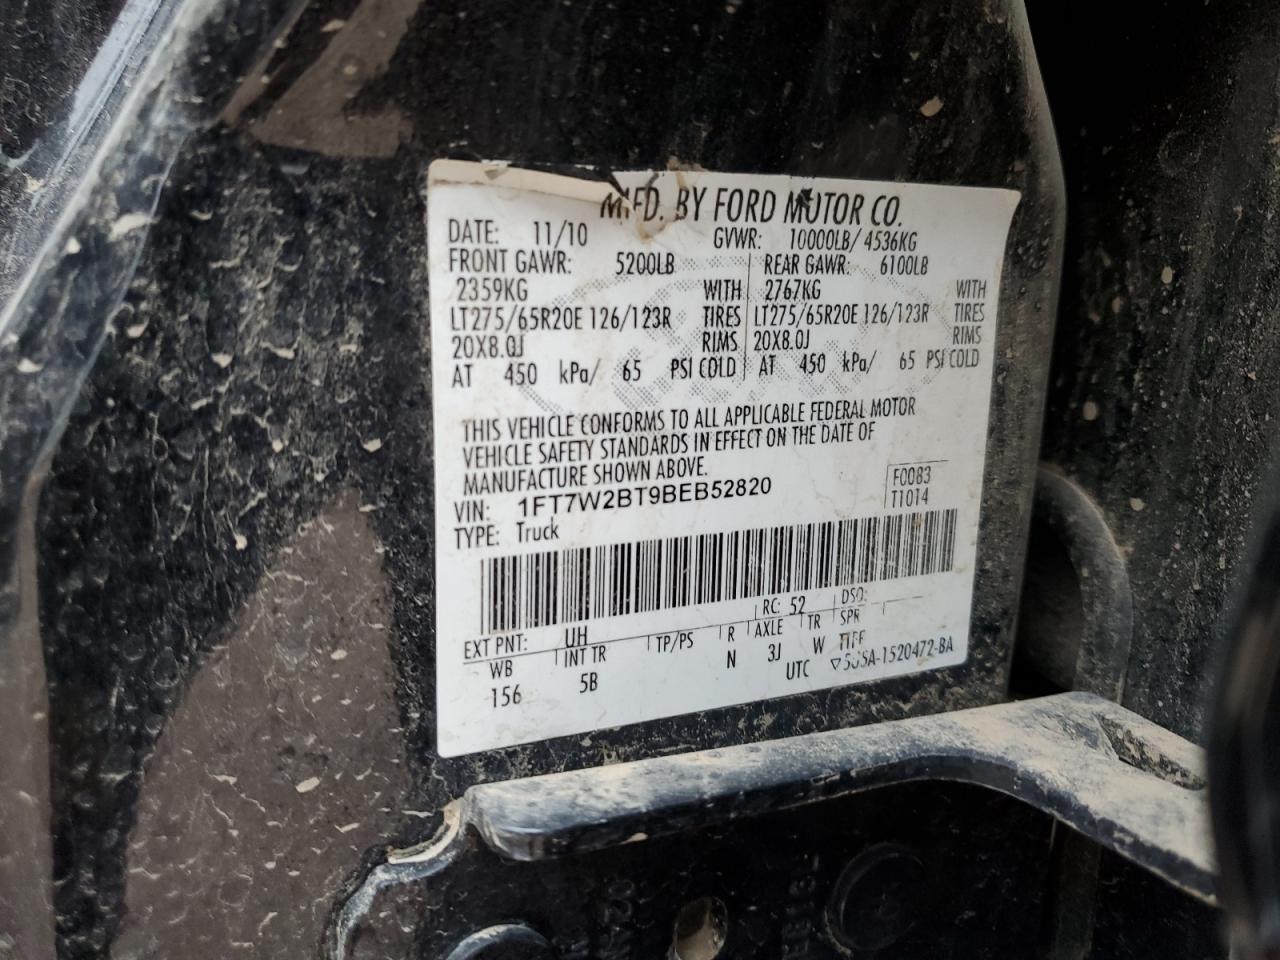 MFD. BY FORD MOTOR CO.
DATE: 11/10 GVWR: 10000LB/ 4536KG
FRONT GAWR: 5200LB REAR GAWR: 6100LB
2359KG WITH 2767KG WITH
LT275/65R20E 126/123R TIRES LT275/65R20E 126/123R TIRES
20X8.0J RIMS 20X8.0J RIMS
AT 450 kPa/ 65 PSI COLD AT 450 kPa/ 65 PSI COLD
THIS VEHICLE CONFORMS TO ALL APPLICABLE FEDERAL MOTOR
VEHICLE SAFETY STANDARDS IN EFFECT ON THE DATE OF
MANUFACTURE SHOWN ABOVE.
VIN: 1FT7W2BT9BEB52820 F0083
TYPE: Truck T1014
EXT PNT: UH RC: 52 DSO:
WB INT TR TP/PS R AXLE TR SPR
156 5B N 3J W
UTC